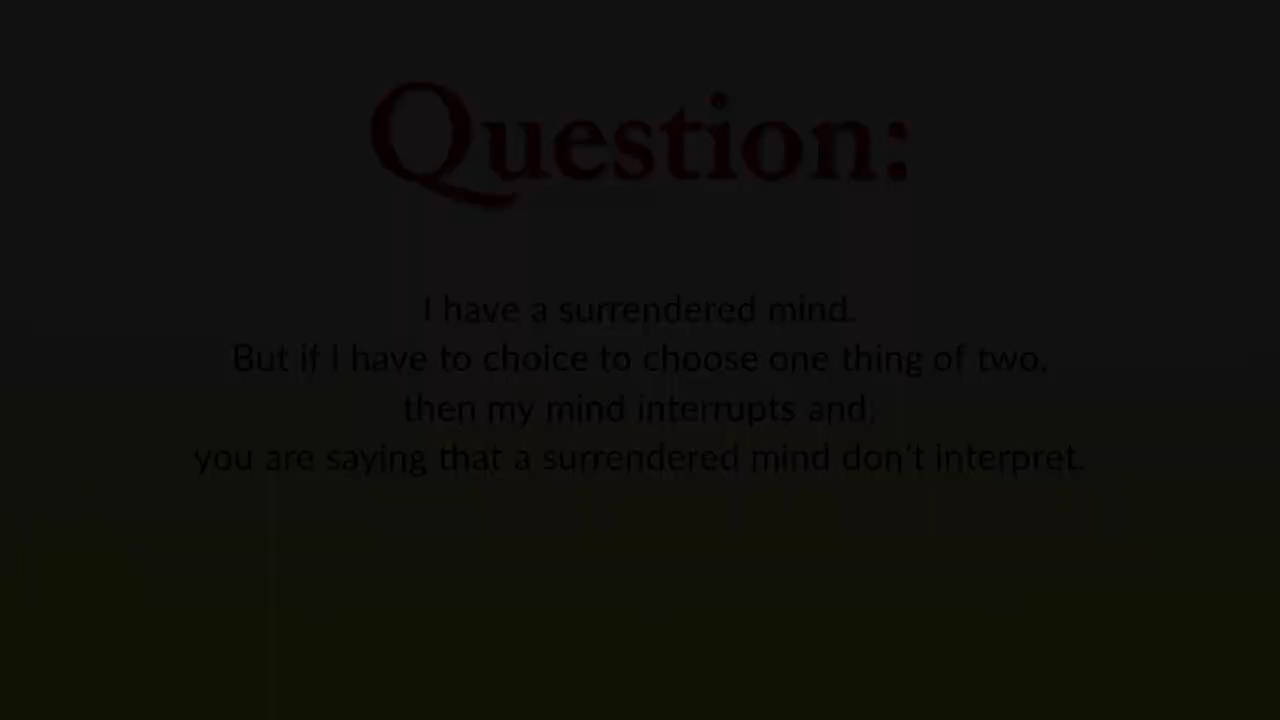 Question:
I have a surrendered mind.
But if I have to choice to choose one thing of two,
then my mind interrupts and;
you are saying that a surrendered mind don't interpret.